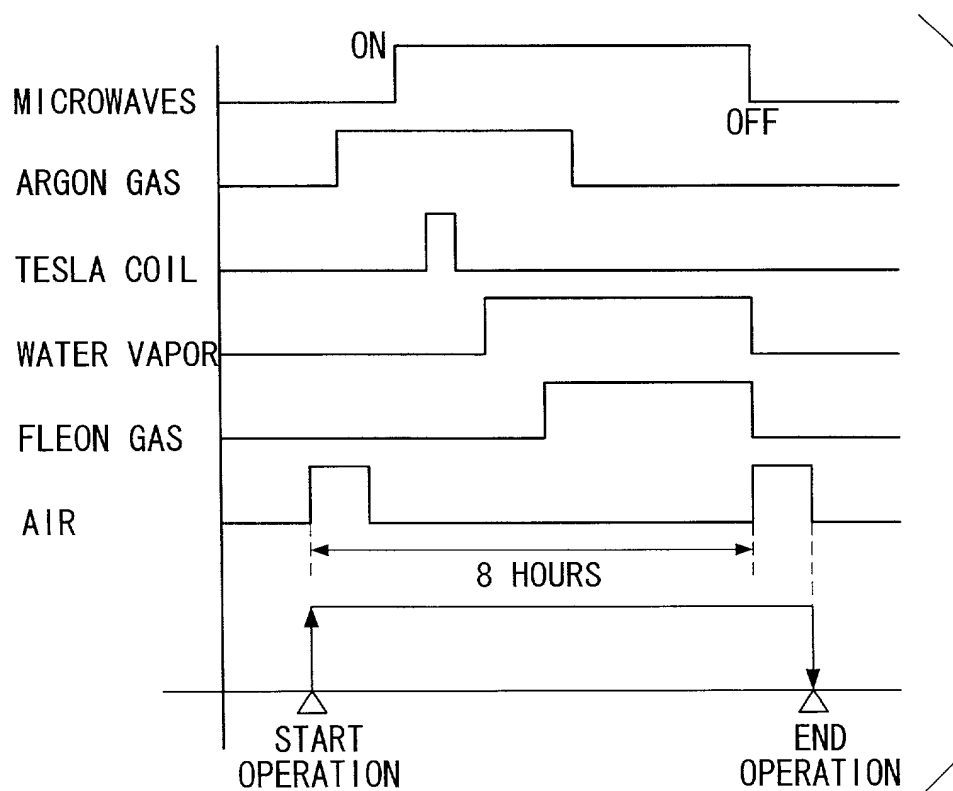 ON
MICROWAVES
OFF
ARGON GAS
TESLA COIL
WATER VAPOR
FLEON GAS
AIR
8 HOURS
START
OPERATION
END
OPERATION